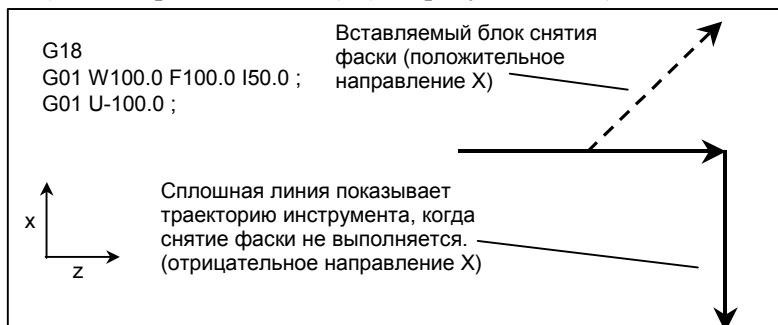 G18
G01 W100.0 F100.0 I50.0 ;
G01 U-100.0 ;
Вставляемый блок снятия
фаски (положительное
направление X)
Сплошная линия показывает
траекторию инструмента, когда
снятие фаски не выполняется.
(отрицательное направление X)
x
z